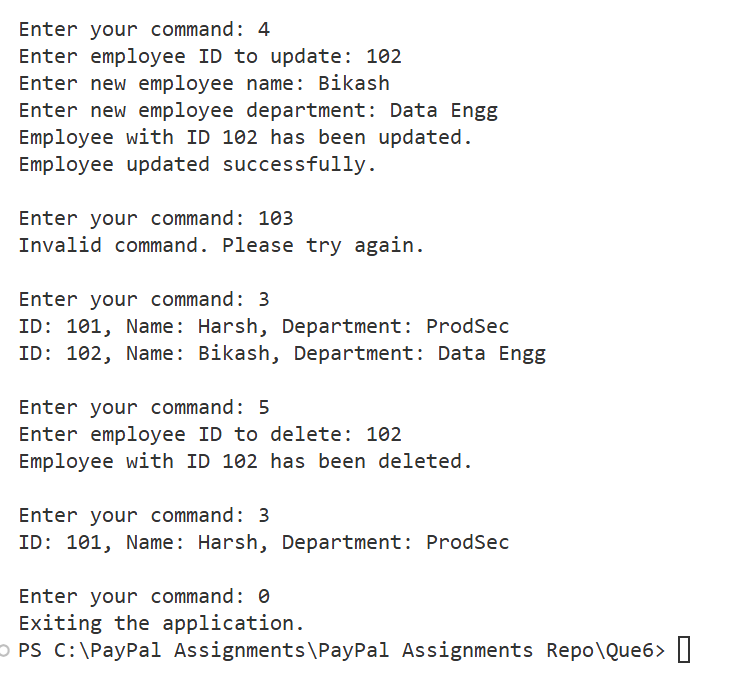 Enter your command: 4
Enter employee ID to update: 102
Enter new employee name: Bikash
Enter new employee department: Data Engg
Employee with ID 102 has been updated.
Employee updated successfully.
Enter your command: 103
Invalid command. Please try again.
Enter your command: 3
ID: 101, Name: Harsh, Department: ProdSec
ID: 102, Name: Bikash, Department: Data Engg
Enter your command: 5
Enter employee ID to delete: 102
Employee with ID 102 has been deleted.
Enter your command: 3
ID: 101, Name: Harsh, Department: ProdSec
Enter your command: 0
Exiting the application.
PS C:\PayPal Assignments\PayPal Assignments Repo\Que6>